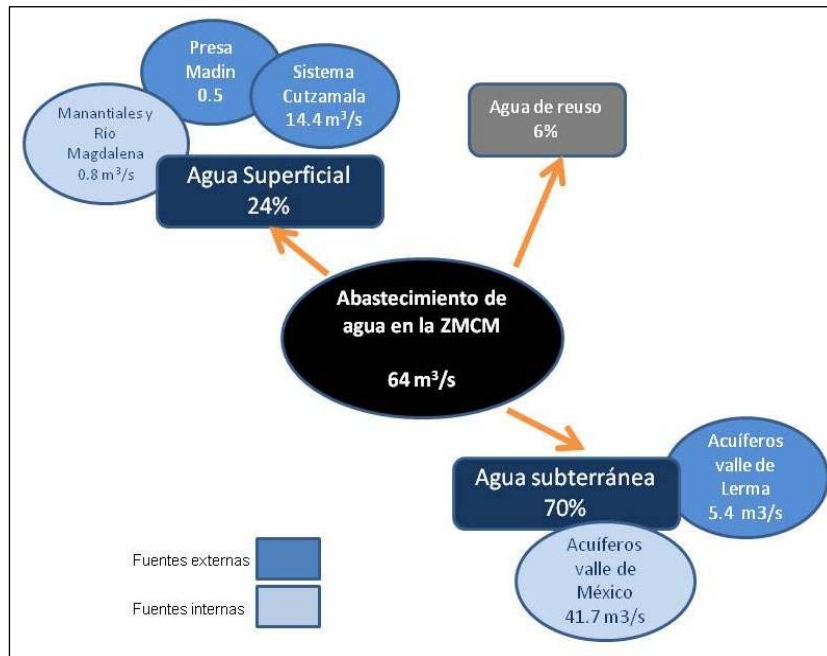 Presa
Madin
0.5
Sistema
Cutzamala
14.4 m³/s
Manantiales y
Rio
Magdalena
0.8 m³/s
Agua Superficial
24%
Agua de reuso
6%
Abastecimiento de
agua en la ZMCM
64 m³/s
Agua subterránea
70%
Acuíferos
valle de
Lerma
5.4 m3/s
Acuíferos
valle de
México
41.7 m3/s
Fuentes externas
Fuentes internas